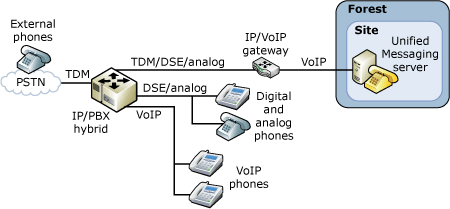 External
phones
PSTN
TDM
IP/PBX
hybrid
TDM/DSE/analog
IP/VoIP
gateway
VoIP
Forest
Site
Unified
Messaging
server
DSE/analog
VoIP
Digital
and
analog
phones
VoIP
phones